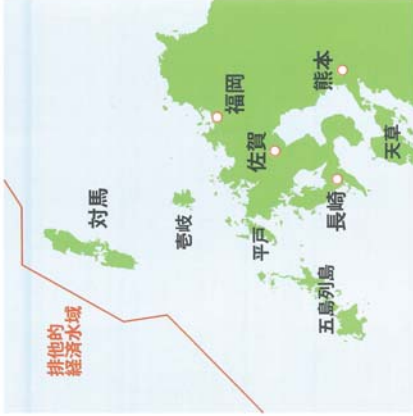 排他的
経済水域
対馬
壱岐
福岡
佐賀
平戸
熊本
長崎
五島列島
天草